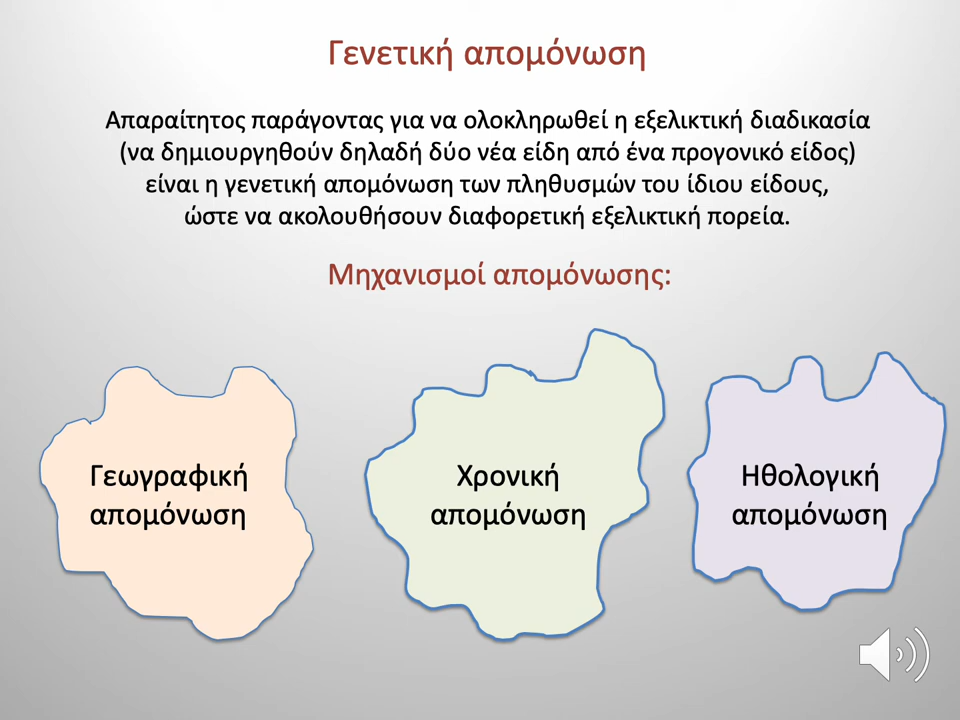 Γενετική απομόνωση
Απαραίτητος παράγοντας για να ολοκληρωθεί η εξελικτική διαδικασία
(να δημιουργηθούν δηλαδή δύο νέα είδη από ένα προγονικό είδος)
είναι η γενετική απομόνωση των πληθυσμών του ίδιου είδους,
ώστε να ακολουθήσουν διαφορετική εξελικτική πορεία.
Μηχανισμοί απομόνωσης:
Γεωγραφική
απομόνωση
Χρονική
απομόνωση
Ηθολογική
απομόνωση